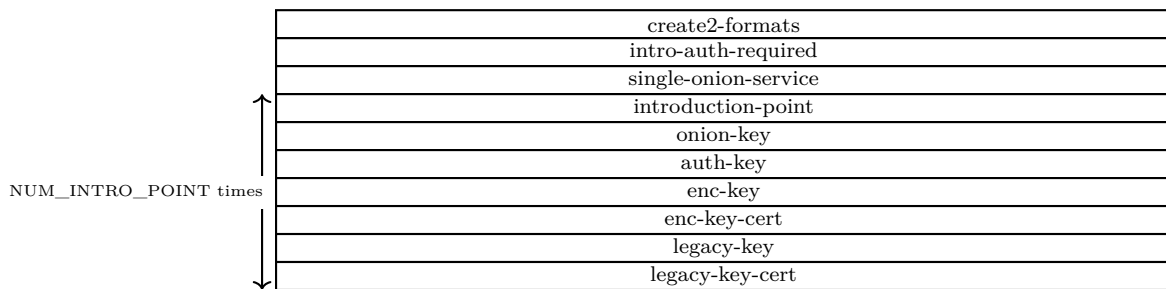 create2-formats
intro-auth-required
single-onion-service
introduction-point
onion-key
auth-key
NUM_INTRO_POINT times
enc-key
enc-key-cert
legacy-key
legacy-key-cert